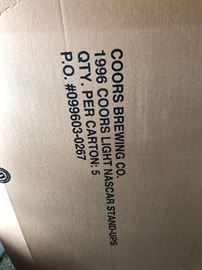 COORS BREWING CO.
1996 COORS LIGHT NASCAR STAND-UPS
QTY. PER CARTON: 5
P.O. #099603-0267